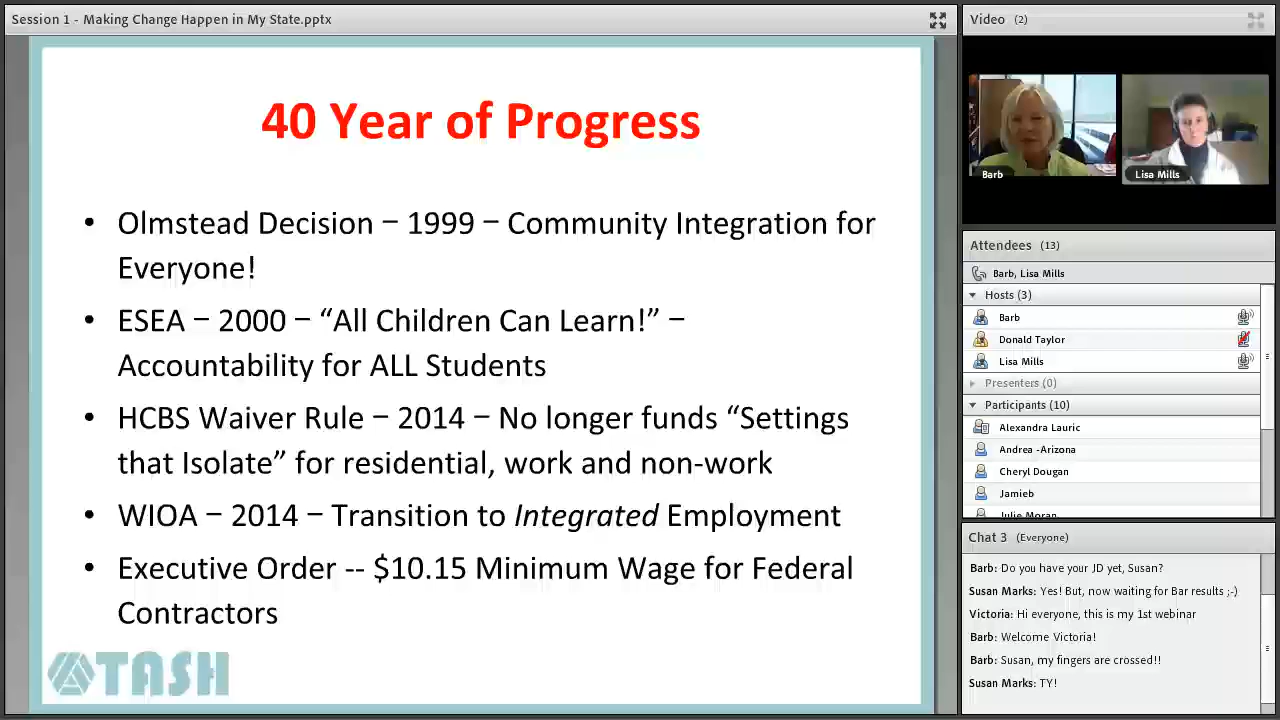 Session 1 - Making Change Happen in My State.pptx
40 Year of Progress
• Olmstead Decision – 1999 – Community Integration for
Everyone!
• ESEA – 2000 – “All Children Can Learn!” –
Accountability for ALL Students
• HCBS Waiver Rule – 2014 – No longer funds “Settings
that Isolate” for residential, work and non-work
• WIOA – 2014 – Transition to Integrated Employment
• Executive Order -- $10.15 Minimum Wage for Federal
Contractors
TASH
Video (2)
Barb
Lisa Mills
Attendees (13)
Barb, Lisa Mills
Hosts (3)
Barb
Donald Taylor
Lisa Mills
Presenters (0)
Participants (10)
Alexandra Lauric
Andrea -Arizona
Cheryl Dougan
Jamieb
Julie Moran
Chat 3 (Everyone)
Barb: Do you have your JD yet, Susan?
Susan Marks: Yes! But, now waiting for Bar results ;-)
Victoria: Hi everyone, this is my 1st webinar
Barb: Welcome Victoria!
Barb: Susan, my fingers are crossed!!
Susan Marks: TY!